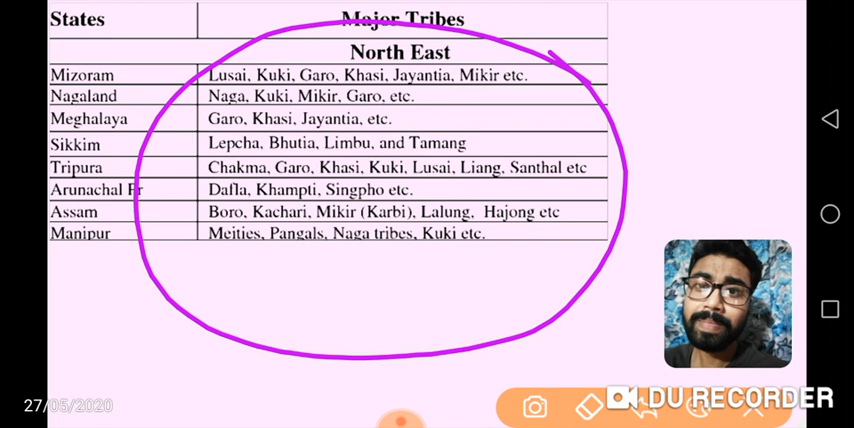 States Major Tribes
North East
Mizoram Lusai, Kuki, Garo, Khasi, Jayantia, Mikir etc.
Nagaland Naga, Kuki, Mikir, Garo, etc.
Meghalaya Garo, Khasi, Jayantia, etc.
Sikkim Lepcha, Bhutia, Limbu, and Tamang
Tripura Chakma, Garo, Khasi, Kuki, Lusai, Liang, Santhal etc
Arunachal Pr Dafla, Khampti, Singpho etc.
Assam Boro, Kachari, Mikir (Karbi), Lalung, Hajong etc
Manipur Meities, Pangals, Naga tribes, Kuki etc.
27/05/2020
DU RECORDER